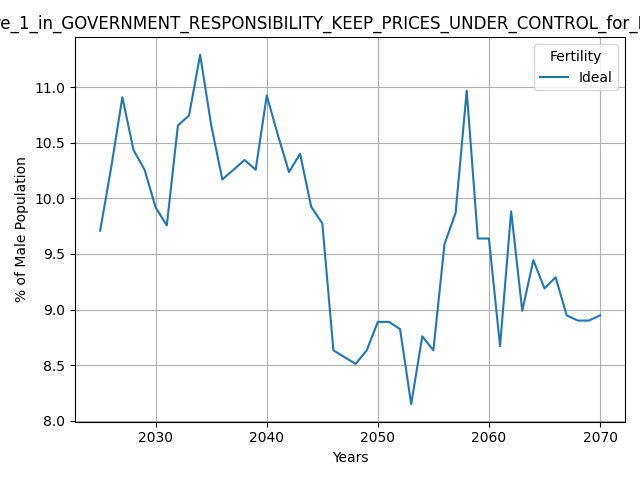 e_1_in_GOVERNMENT_RESPONSIBILITY_KEEP_PRICES_UNDER_CONTROL_for_
Fertility
Ideal
% of Male Population
11.0
10.5
10.0
9.5
9.0
8.5
8.0
2030
2040
2050
2060
2070
Years